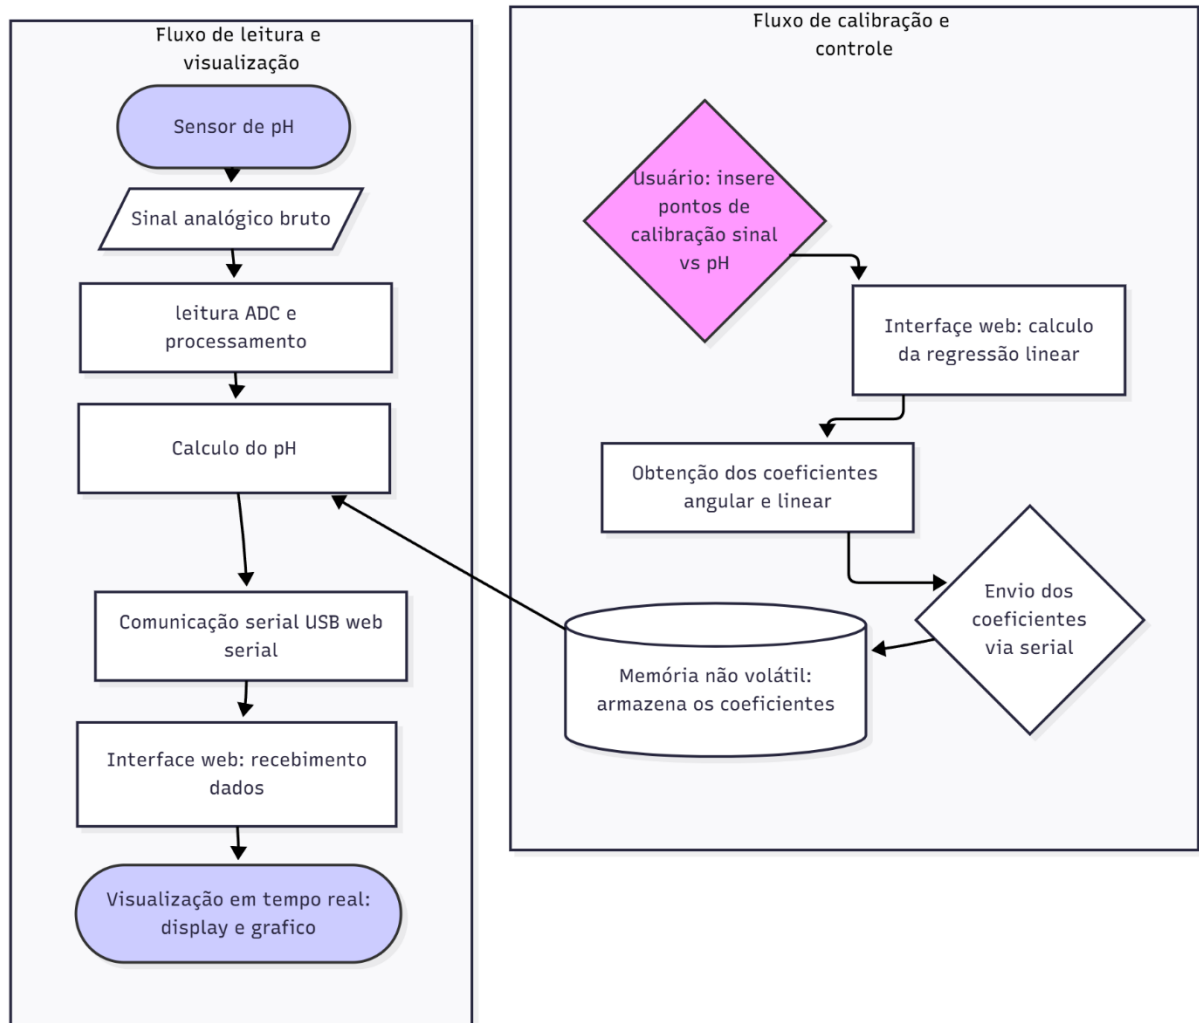 Fluxo de leitura e
visualização
Sensor de pH
Sinal analógico bruto
leitura ADC e
processamento
Calculo do pH
Comunicação serial USB web
serial
Interface web: recebimento
dados
Visualização em tempo real:
display e grafico
Fluxo de calibração e
controle
Usuário: insere
pontos de
calibração sinal
vs pH
Interfaçe web: calculo
da regressão linear
Obtenção dos coeficientes
angular e linear
Envio dos
coeficientes
via serial
Memória não volátil:
armazena os coeficientes